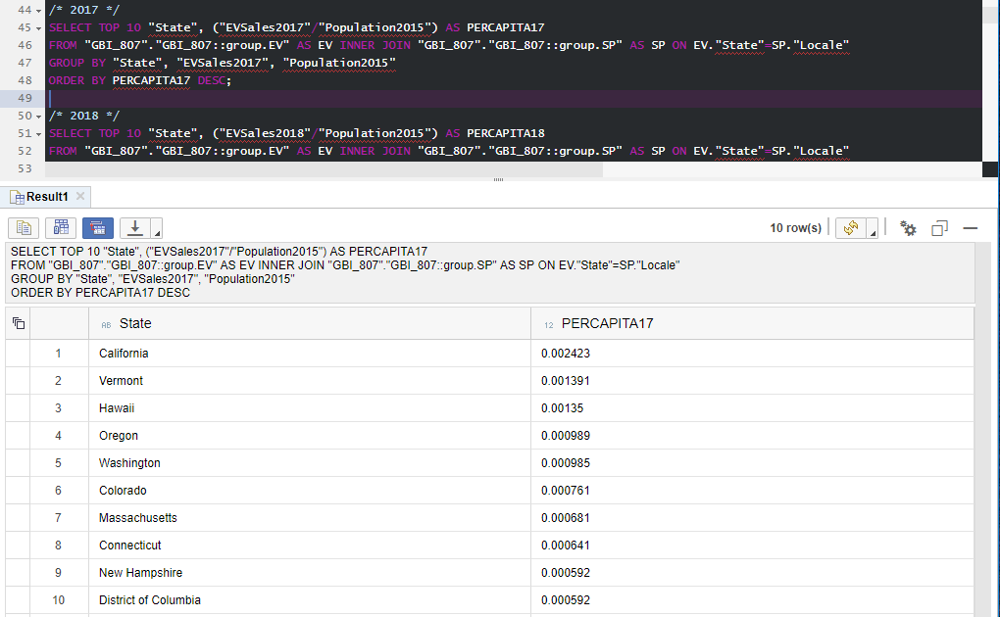 44 /* 2017 */
45 SELECT TOP 10 "State", ("EVSales2017"/"Population2015") AS PERCAPITA17
46 FROM "GBI_807"."GBI_807::group.EV" AS EV INNER JOIN "GBI_807"."GBI_807::group.SP" AS SP ON EV."State"=SP."Locale"
47 GROUP BY "State", "EVSales2017", "Population2015"
48 ORDER BY PERCAPITA17 DESC;
49
50 /* 2018 */
51 SELECT TOP 10 "State", ("EVSales2018"/"Population2015") AS PERCAPITA18
52 FROM "GBI_807"."GBI_807::group.EV" AS EV INNER JOIN "GBI_807"."GBI_807::group.SP" AS SP ON EV."State"=SP."Locale"
53
Result1
10 row(s)
SELECT TOP 10 "State", ("EVSales2017"/"Population2015") AS PERCAPITA17
FROM "GBI_807"."GBI_807::group.EV" AS EV INNER JOIN "GBI_807"."GBI_807::group.SP" AS SP ON EV."State"=SP."Locale"
GROUP BY "State", "EVSales2017", "Population2015"
ORDER BY PERCAPITA17 DESC
AB State 12 PERCAPITA17
1 California 0.002423
2 Vermont 0.001391
3 Hawaii 0.00135
4 Oregon 0.000989
5 Washington 0.000985
6 Colorado 0.000761
7 Massachusetts 0.000681
8 Connecticut 0.000641
9 New Hampshire 0.000592
10 District of Columbia 0.000592